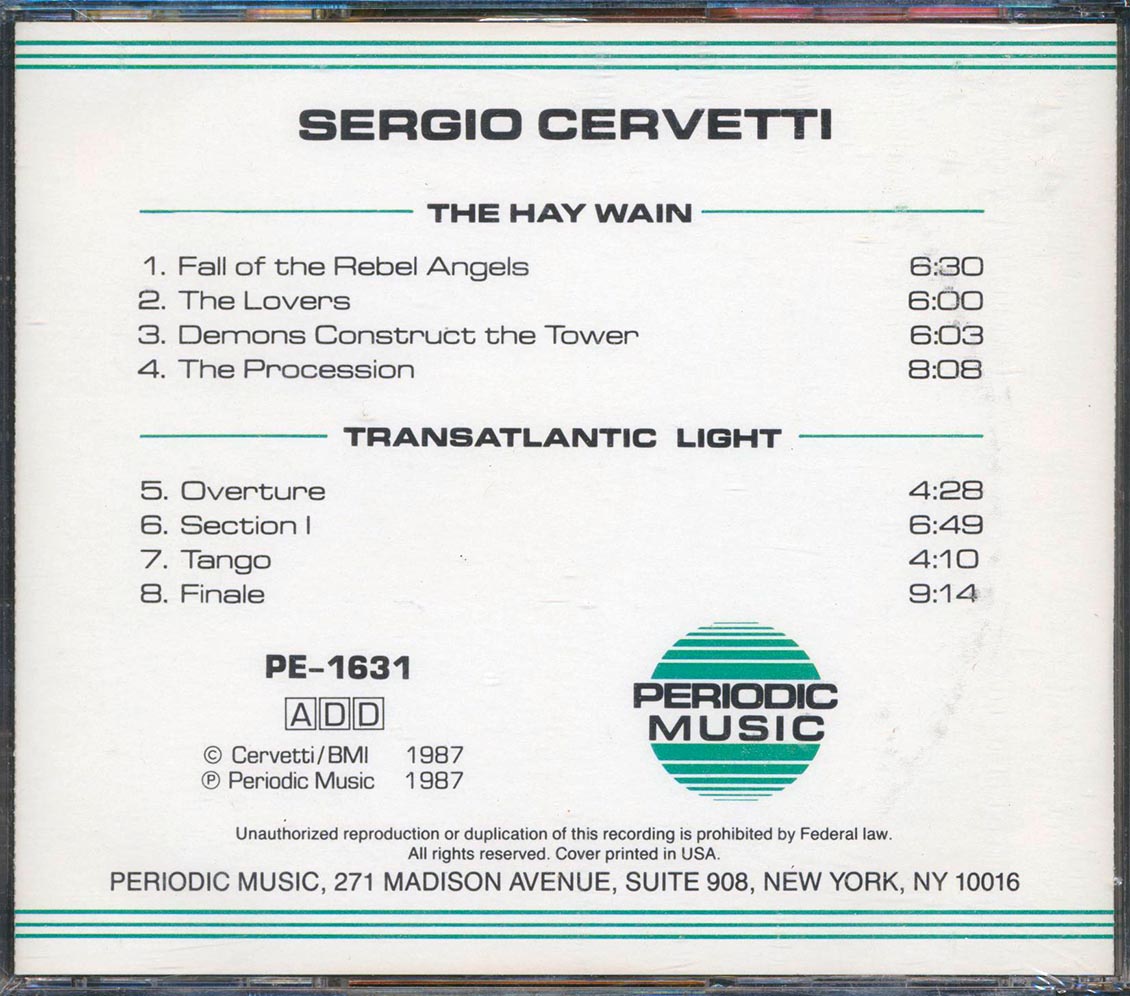 SERGIO CERVETTI
THE HAY WAIN
1. Fall of the Rebel Angels 6:30
2. The Lovers 6:00
3. Demons Construct the Tower 6:03
4. The Procession 8:08
TRANSATLANTIC LIGHT
5. Overture 4:28
6. Section I 6:49
7. Tango 4:10
8. Finale 9:14
PE-1631
ADD
© Cervetti/BMI 1987
℗ Periodic Music 1987
PERIODIC
MUSIC
Unauthorized reproduction or duplication of this recording is prohibited by Federal law.
All rights reserved. Cover printed in USA.
PERIODIC MUSIC, 271 MADISON AVENUE, SUITE 908, NEW YORK, NY 10016